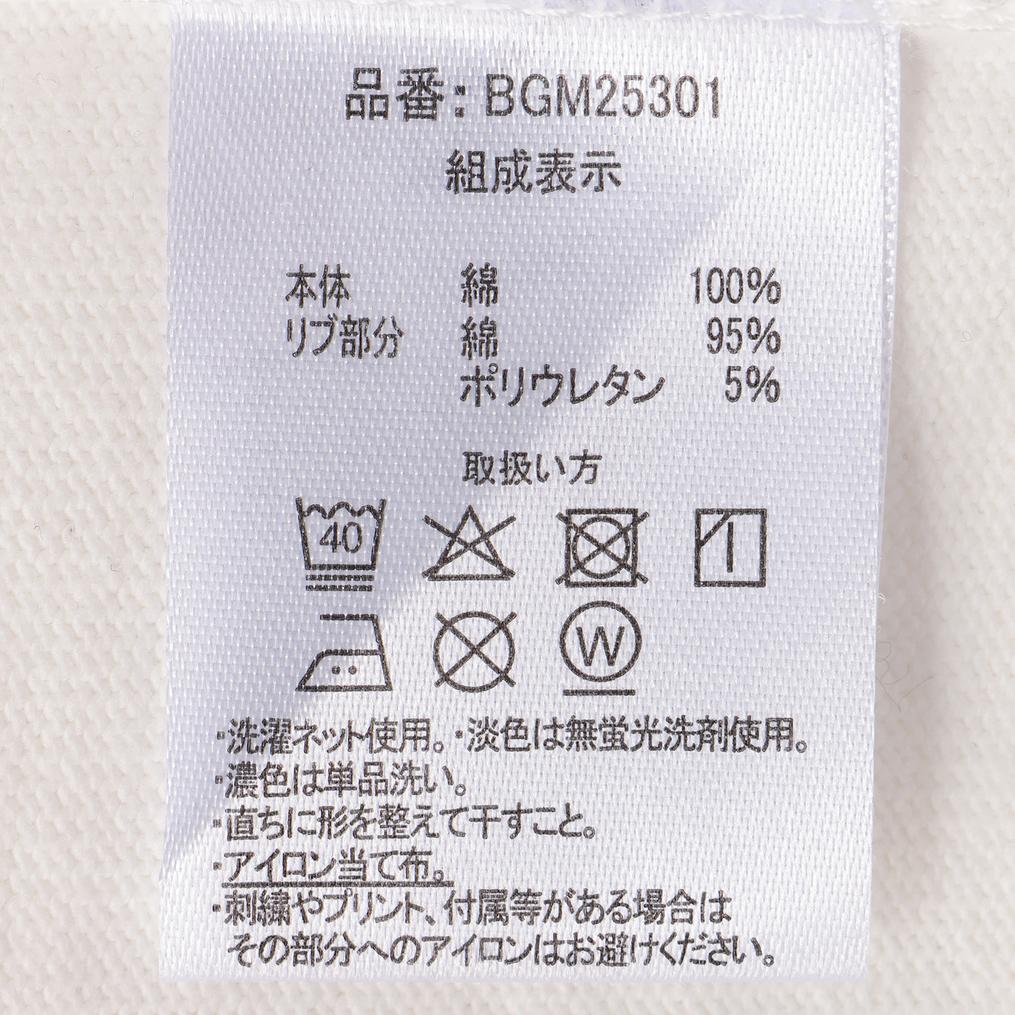 品番: BGM25301
組成表示
本体 綿 100%
リブ部分 綿 95%
ポリウレタン 5%
取扱い方
40
W
・洗濯ネット使用。・淡色は無蛍光洗剤使用。
・濃色は単品洗い。
・直ちに形を整えて干すこと。
・アイロン当て布。
・刺繍やプリント、付属等がある場合は
その部分へのアイロンはお避けください。